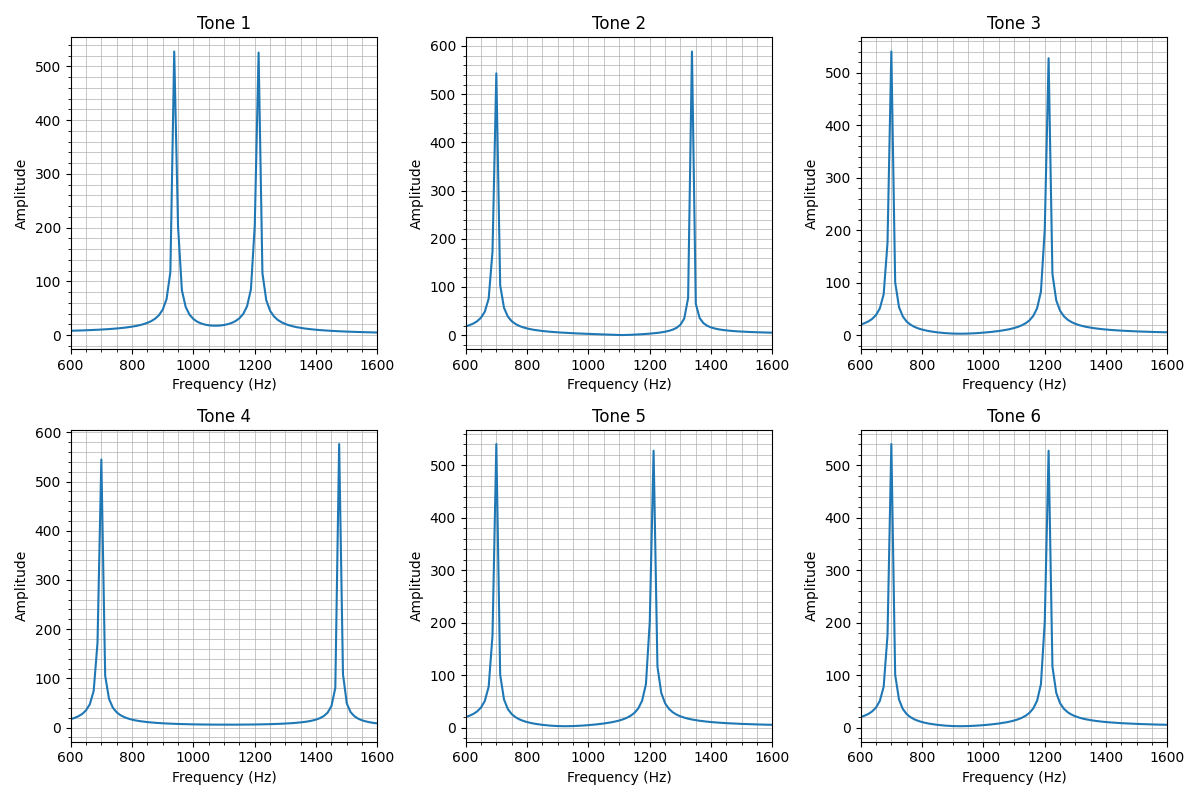 Tone 1 Tone 2 Tone 3
Amplitude Amplitude Amplitude
500 600 500
400 500 400
300 400 300
200 300 200
100 200 100
0 100 0
0
600 800 1000 1200 1400 1600 600 800 1000 1200 1400 1600 600 800 1000 1200 1400 1600
Frequency (Hz) Frequency (Hz) Frequency (Hz)
Tone 4 Tone 5 Tone 6
Amplitude Amplitude Amplitude
600 500 500
500 400 400
400 300 300
300 200 200
200 100 100
100 0 0
0
600 800 1000 1200 1400 1600 600 800 1000 1200 1400 1600 600 800 1000 1200 1400 1600
Frequency (Hz) Frequency (Hz) Frequency (Hz)